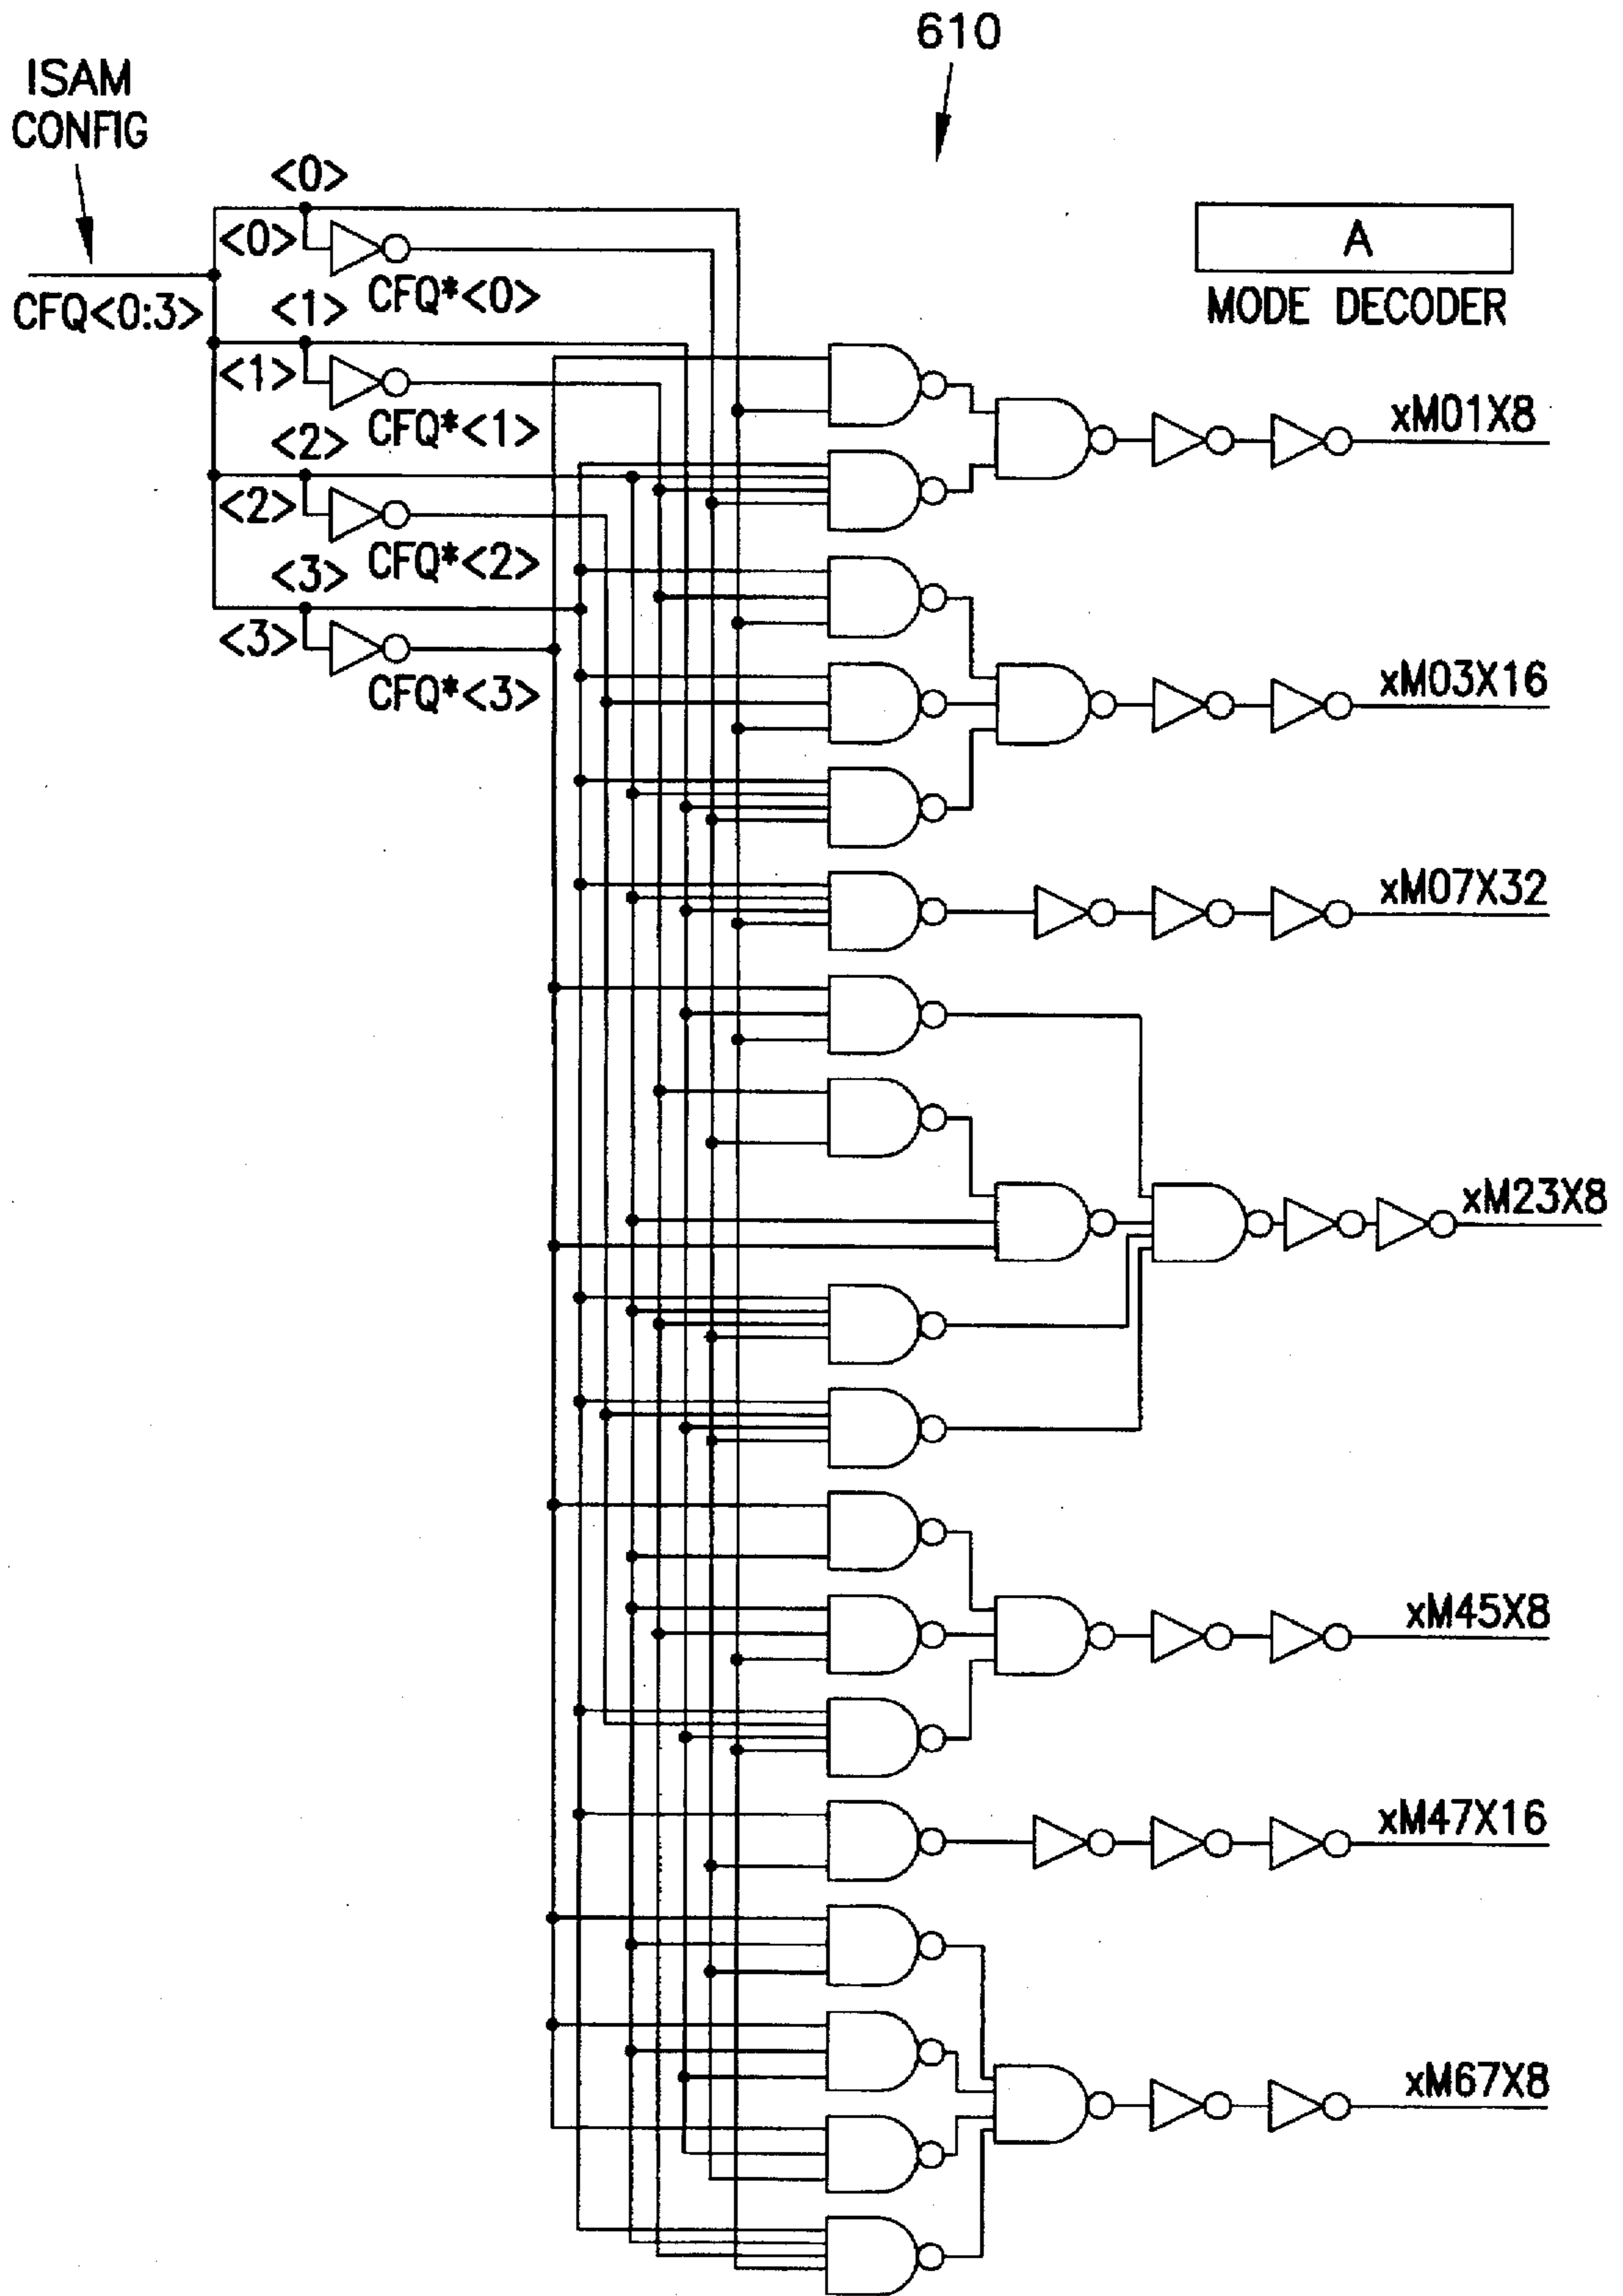 610
ISAM
CONFIG
<0>
<0>
CFQ*<0>
CFQ<0:3>
<1>
<1>
CFQ*<1>
<2>
<2>
CFQ*<2>
<3>
<3>
CFQ*<3>
A
MODE DECODER
xM01X8
xM03X16
xM07X32
xM23X8
xM45X8
xM47X16
xM67X8